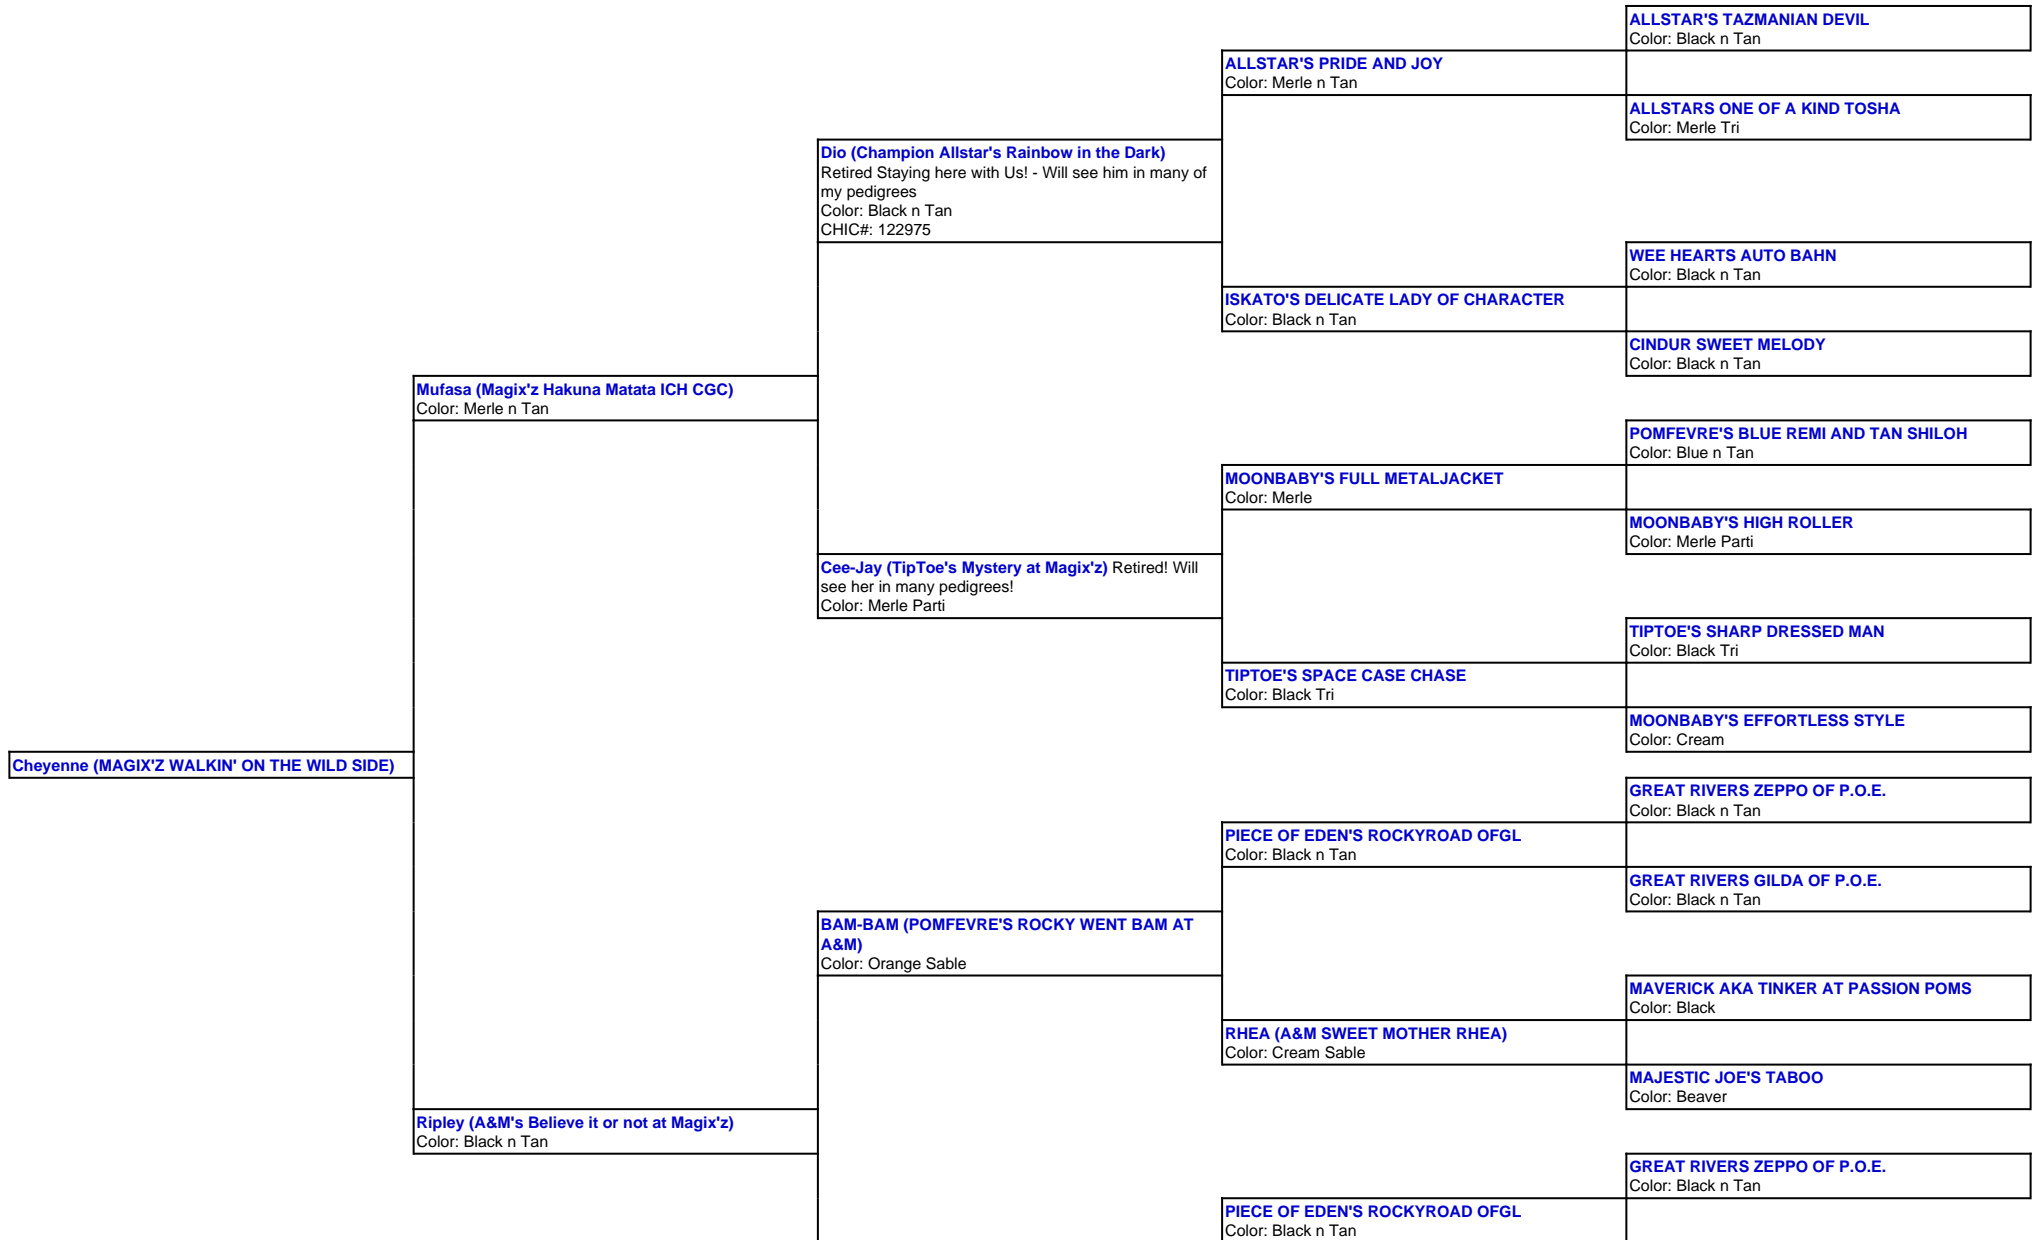 ALLSTAR'S TAZMANIAN DEVIL
Color: Black n Tan
ALLSTAR'S PRIDE AND JOY
Color: Merle n Tan
ALLSTARS ONE OF A KIND TOSHA
Color: Merle Tri
Dio (Champion Allstar's Rainbow in the Dark)
Retired Staying here with Us! - Will see him in many of
my pedigrees
Color: Black n Tan
CHIC#: 122975
WEE HEARTS AUTO BAHN
Color: Black n Tan
ISKATO'S DELICATE LADY OF CHARACTER
Color: Black n Tan
CINDUR SWEET MELODY
Color: Black n Tan
Mufasa (Magix'z Hakuna Matata ICH CGC)
Color: Merle n Tan
POMFEVRE'S BLUE REMI AND TAN SHILOH
Color: Blue n Tan
MOONBABY'S FULL METALJACKET
Color: Merle
MOONBABY'S HIGH ROLLER
Color: Merle Parti
Cee-Jay (TipToe's Mystery at Magix'z) Retired! Will
see her in many pedigrees!
Color: Merle Parti
TIPTOE'S SHARP DRESSED MAN
Color: Black Tri
TIPTOE'S SPACE CASE CHASE
Color: Black Tri
MOONBABY'S EFFORTLESS STYLE
Color: Cream
Cheyenne (MAGIX'Z WALKIN' ON THE WILD SIDE)
GREAT RIVERS ZEPPO OF P.O.E.
Color: Black n Tan
PIECE OF EDEN'S ROCKYROAD OFGL
Color: Black n Tan
GREAT RIVERS GILDA OF P.O.E.
Color: Black n Tan
BAM-BAM (POMFEVRE'S ROCKY WENT BAM AT
A&M)
Color: Orange Sable
MAVERICK AKA TINKER AT PASSION POMS
Color: Black
RHEA (A&M SWEET MOTHER RHEA)
Color: Cream Sable
MAJESTIC JOE'S TABOO
Color: Beaver
Ripley (A&M's Believe it or not at Magix'z)
Color: Black n Tan
GREAT RIVERS ZEPPO OF P.O.E.
Color: Black n Tan
PIECE OF EDEN'S ROCKYROAD OFGL
Color: Black n Tan